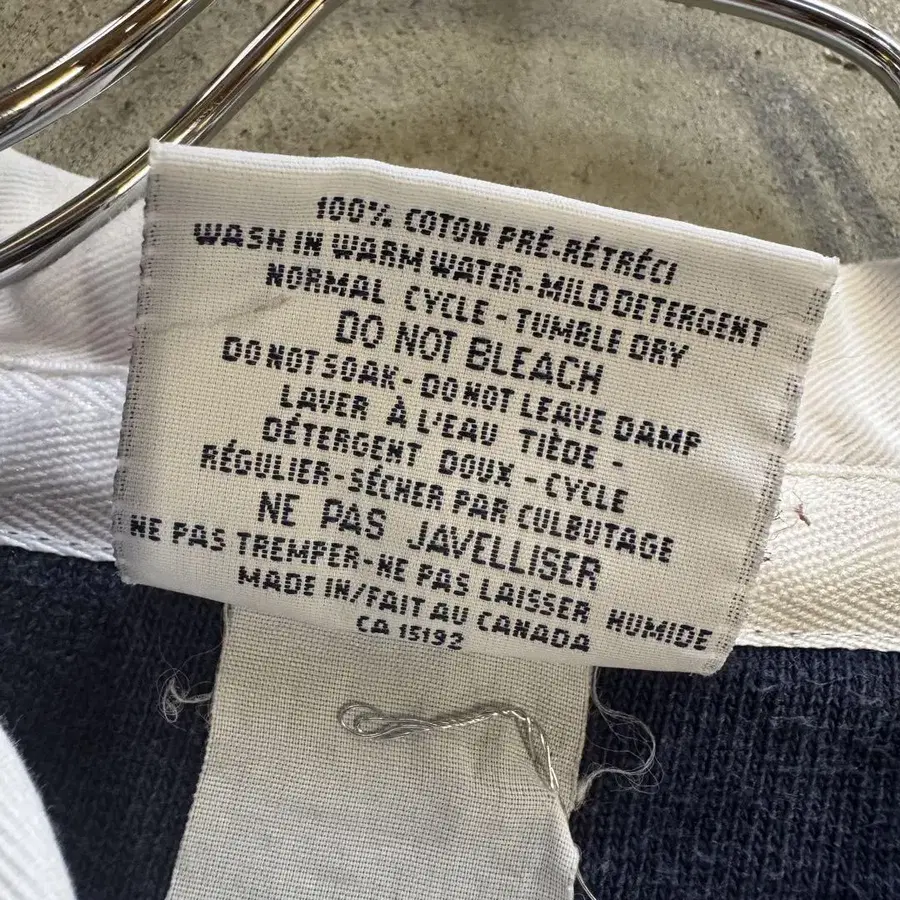 100% COTON PRÉ-RÉTRÉCI
WASH IN WARM WATER-MILD DETERGENT
NORMAL CYCLE - TUMBLE DRY
DO NOT BLEACH
DO NOT SOAK - DO NOT LEAVE DAMP
LAVER À L'EAU TIÈDE -
DÉTERGENT DOUX - CYCLE
RÉGULIER-SÉCHER PAR CULBUTAGE
NE PAS JAVELLISER
NE PAS TREMPER-NE PAS LAISSER HUMIDE
MADE IN/FAIT AU CANADA
CA 15192